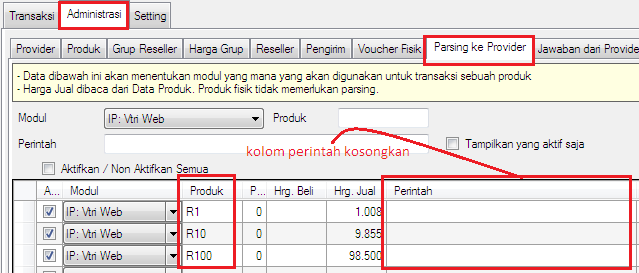 Transaksi Administrasi Setting
Provider Produk Grup Reseller Harga Grup Reseller Pengirim Voucher Fisik Parsing ke Provider Jawaban dari Provide
- Data dibawah ini akan menentukan modul yang mana yang akan digunakan untuk transaksi sebuah produk
- Harga Jual dibaca dari Data Produk. Produk fisik tidak memerlukan parsing.
Modul IP: Vtri Web Produk
Perintah Tampilkan yang aktif saja
kolom perintah kosongkan
Aktifkan / Non Aktifkan Semua
A... Modul Produk P... Hrg. Beli Hrg. Jual Perintah
IP: Vtri Web R1 0 1.008
IP: Vtri Web R10 0 9.855
IP: Vtri Web R100 0 98.500